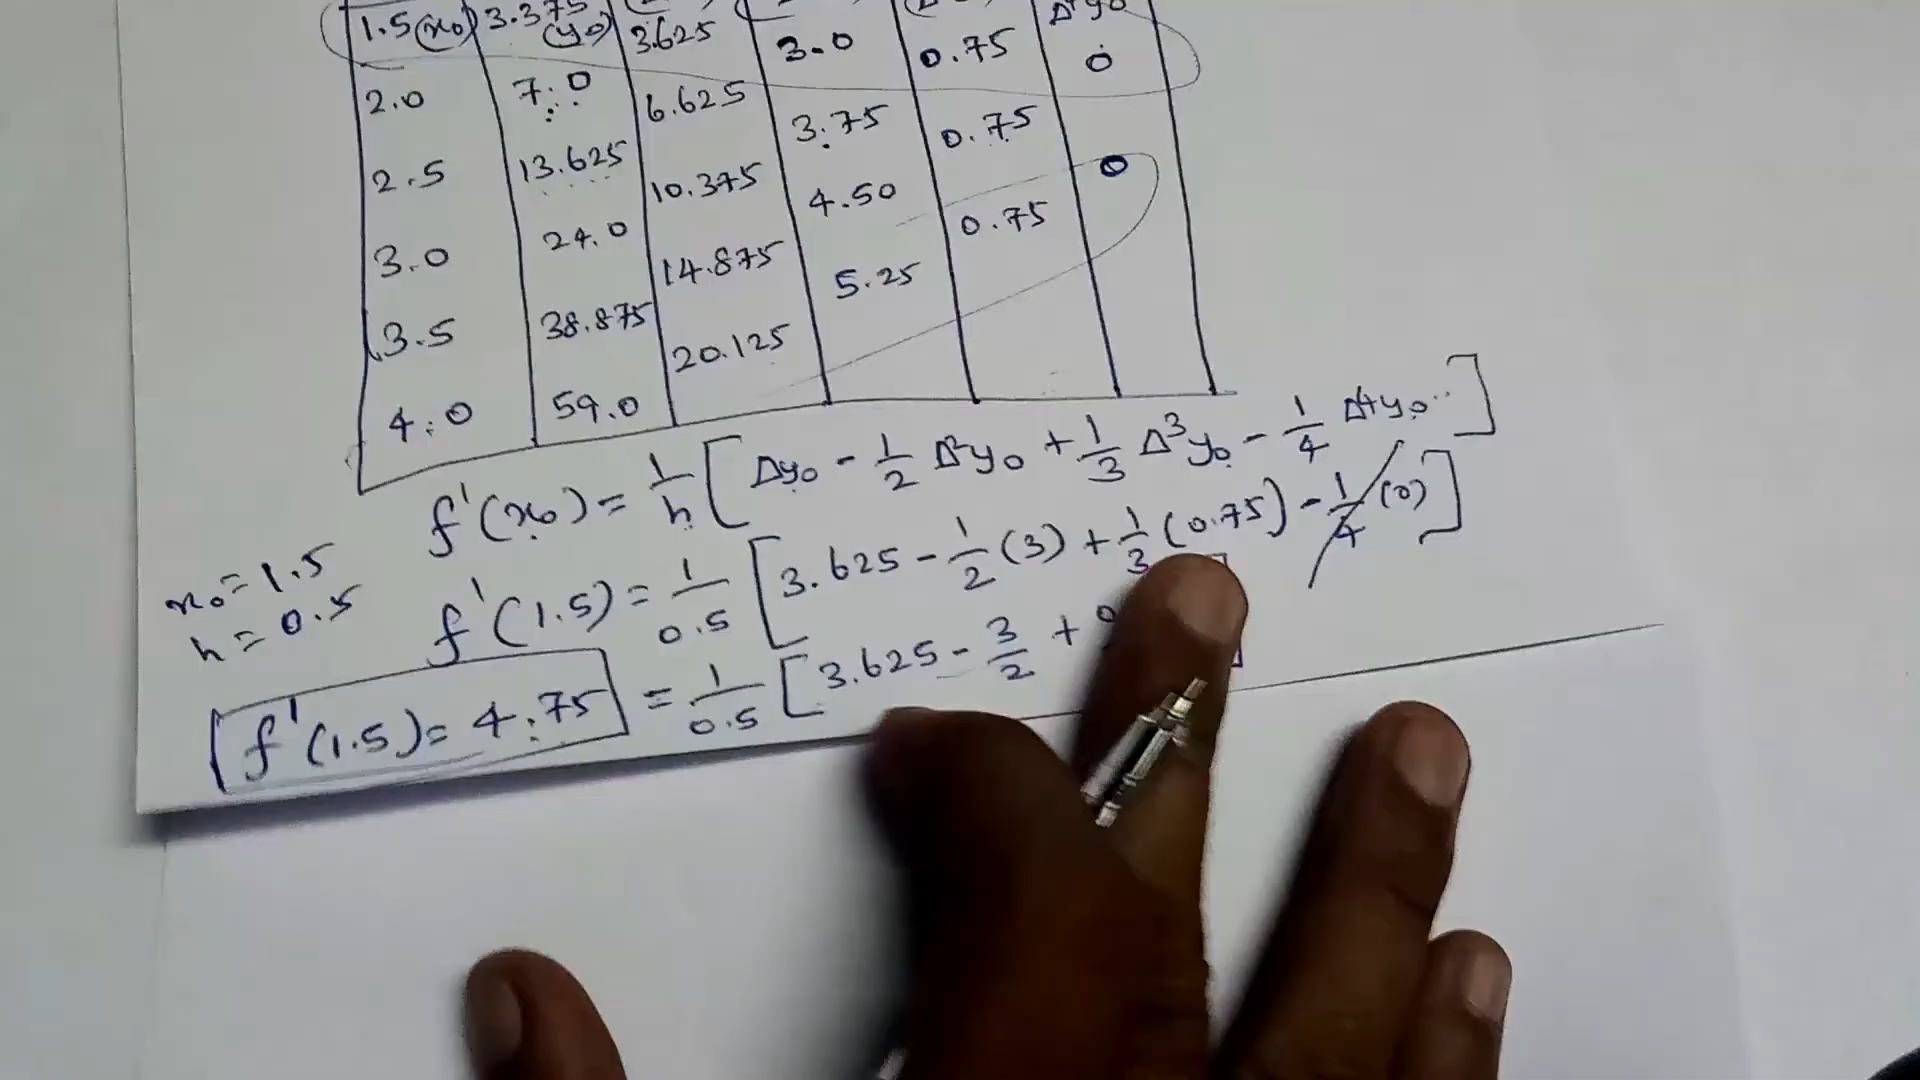 1.5(x0) 3.375 (y0) 3.625 3.0 0.75 Δ⁴y0 0
2.0 7.0 6.625 3.75 0.75 0
2.5 13.625 10.375 4.50 0.75
3.0 24.0 14.875 5.25
3.5 38.875 20.125
4.0 59.0
f'(x0) = 1/h [Δy0 - 1/2 Δ²y0 + 1/3 Δ³y0 - 1/4 Δ⁴y0..]
x0 = 1.5
h = 0.5
f'(1.5) = 1/0.5 [3.625 - 1/2 (3) + 1/3 (0.75) - 1/4 (0)]
f'(1.5) = 4.75 = 1/0.5 [3.625 - 3/2 + ]